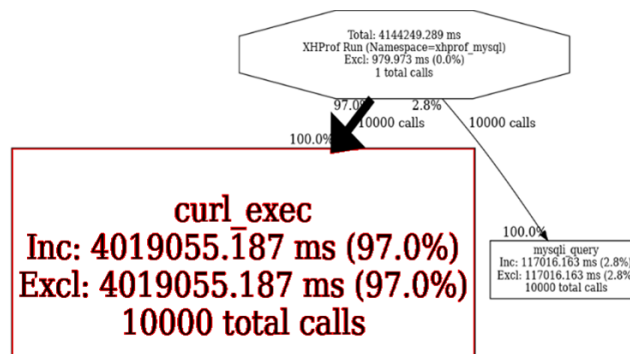 Total: 4144249.289 ms
XHProf Run (Namespace=xhprof_mysql)
Excl: 979.973 ms (0.0%)
1 total calls
97.0%
2.8%
10000 calls
10000 calls
100.0%
curl_exec
Inc: 4019055.187 ms (97.0%)
Excl: 4019055.187 ms (97.0%)
10000 total calls
100.0%
mysqli_query
Inc: 117016.163 ms (2.8%)
Excl: 117016.163 ms (2.8%
10000 total calls